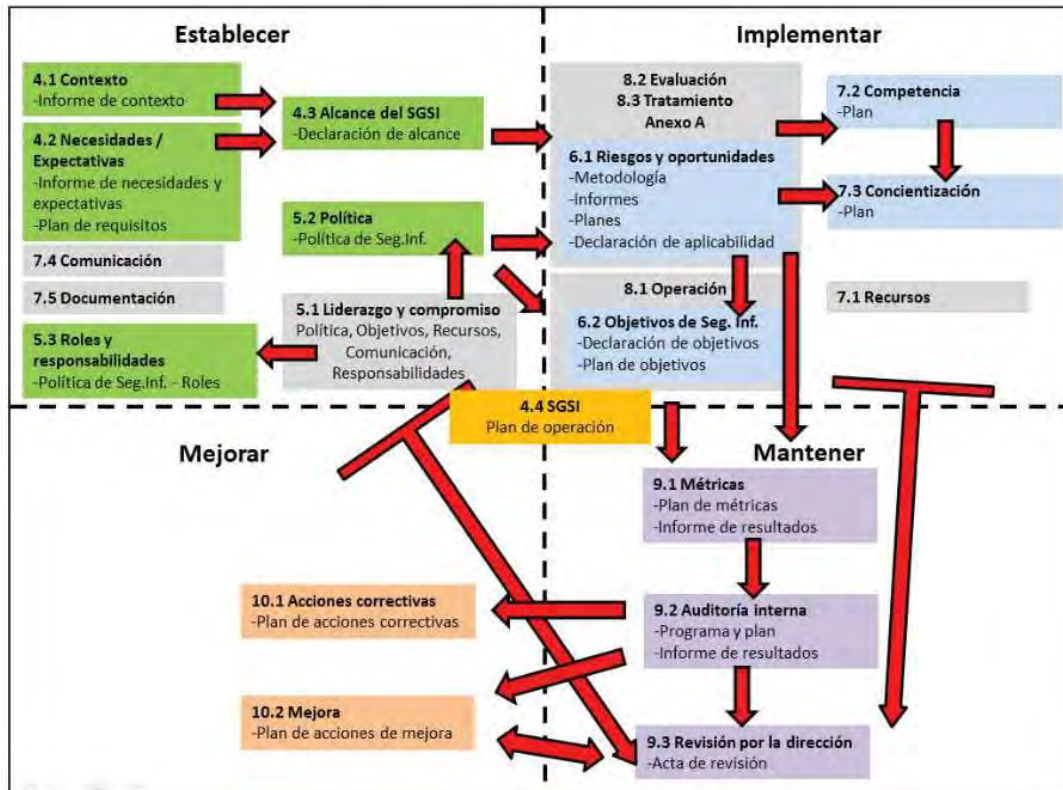 Establecer
4.1 Contexto
-Informe de contexto
4.2 Necesidades /
Expectativas
-Informe de necesidades y
expectativas
-Plan de requisitos
7.4 Comunicación
7.5 Documentación
5.3 Roles y
responsabilidades
-Política de Seg.Inf. - Roles
4.3 Alcance del SGSI
-Declaración de alcance
5.2 Política
-Política de Seg.Inf.
5.1 Liderazgo y compromiso
Política, Objetivos, Recursos,
Comunicación,
Responsabilidades
Implementar
8.2 Evaluación
8.3 Tratamiento
Anexo A
6.1 Riesgos y oportunidades
-Metodología
-Informes
-Planes
-Declaración de aplicabilidad
8.1 Operación
6.2 Objetivos de Seg. Inf.
-Declaración de objetivos
-Plan de objetivos
7.2 Competencia
-Plan
7.3 Concientización
-Plan
7.1 Recursos
4.4 SGSI
Plan de operación
Mejorar
10.1 Acciones correctivas
-Plan de acciones correctivas
10.2 Mejora
-Plan de acciones de mejora
Mantener
9.1 Métricas
-Plan de métricas
-Informe de resultados
9.2 Auditoría interna
-Programa y plan
-Informe de resultados
9.3 Revisión por la dirección
-Acta de revisión